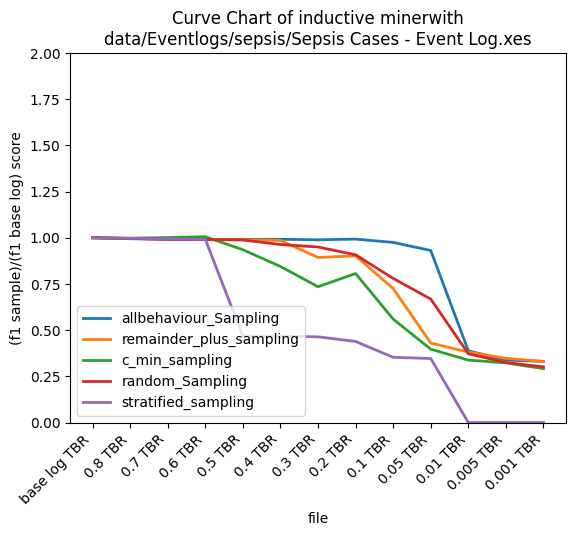 Curve Chart of inductive minerwith
data/Eventlogs/sepsis/Sepsis Cases - Event Log.xes
(f1 sample)/(f1 base log) score
2.00
1.75
1.50
1.25
1.00
0.75
0.50
0.25
0.00
allbehaviour_Sampling
remainder_plus_sampling
c_min_sampling
random_Sampling
stratified_sampling
base log TBR
0.8 TBR
0.7 TBR
0.6 TBR
0.5 TBR
0.4 TBR
0.3 TBR
0.2 TBR
0.1 TBR
0.05 TBR
0.01 TBR
0.005 TBR
0.001 TBR
file